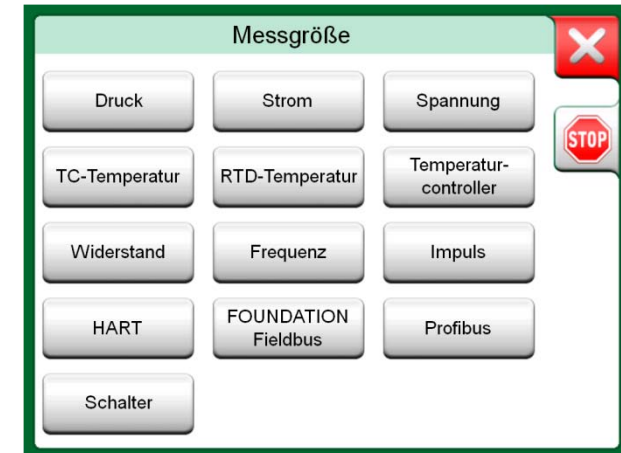 Messgröße
Druck
Strom
Spannung
STOP
TC-Temperatur
RTD-Temperatur
Temperatur-
controller
Widerstand
Frequenz
Impuls
HART
FOUNDATION
Fieldbus
Profibus
Schalter